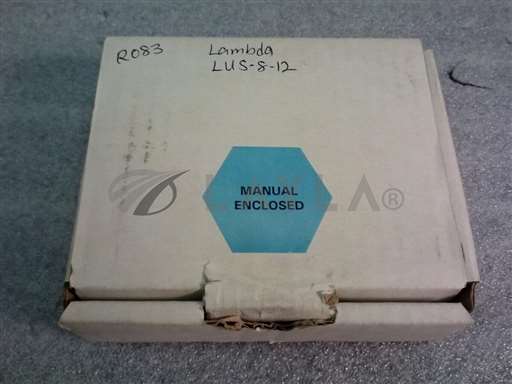 R083
Lambda
LUS-8-12
MANUAL
ENCLOSED